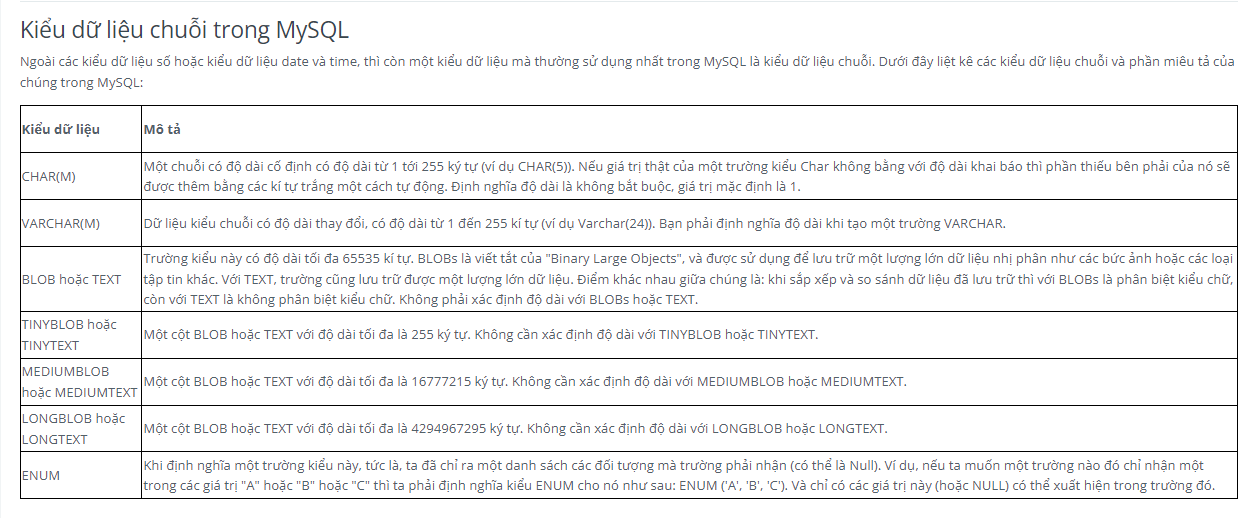 Kiểu dữ liệu chuỗi trong MySQL
Ngoài các kiểu dữ liệu số hoặc kiểu dữ liệu date và time, thì còn một kiểu dữ liệu mà thường sử dụng nhất trong MySQL là kiểu dữ liệu chuỗi. Dưới đây liệt kê các kiểu dữ liệu chuỗi và phần miêu tả của
chúng trong MySQL:
Kiểu dữ liệu
Mô tả
CHAR(M)
Một chuỗi có độ dài cố định có độ dài từ 1 tới 255 ký tự (ví dụ CHAR(5)). Nếu giá trị thật của một trường kiểu Char không bằng với độ dài khai báo thì phần thiếu bên phải của nó sẽ
được thêm bằng các kí tự trắng một cách tự động. Định nghĩa độ dài là không bắt buộc, giá trị mặc định là 1.
VARCHAR(M)
Dữ liệu kiểu chuỗi có độ dài thay đổi, có độ dài từ 1 đến 255 kí tự (ví dụ Varchar(24)). Bạn phải định nghĩa độ dài khi tạo một trường VARCHAR.
BLOB hoặc TEXT
Trường kiểu này có độ dài tối đa 65535 kí tự. BLOBs là viết tắt của "Binary Large Objects", và được sử dụng để lưu trữ một lượng lớn dữ liệu nhị phân như các bức ảnh hoặc các loại
tập tin khác. Với TEXT, trường cũng lưu trữ được một lượng lớn dữ liệu. Điểm khác nhau giữa chúng là: khi sắp xếp và so sánh dữ liệu đã lưu trữ thì với BLOBs là phân biệt kiểu chữ,
còn với TEXT là không phân biệt kiểu chữ. Không phải xác định độ dài với BLOBs hoặc TEXT.
TINYBLOB hoặc
TINYTEXT
Một cột BLOB hoặc TEXT với độ dài tối đa là 255 ký tự. Không cần xác định độ dài với TINYBLOB hoặc TINYTEXT.
MEDIUMBLOB
hoặc MEDIUMTEXT
Một cột BLOB hoặc TEXT với độ dài tối đa là 16777215 ký tự. Không cần xác định độ dài với MEDIUMBLOB hoặc MEDIUMTEXT.
LONGBLOB hoặc
LONGTEXT
Một cột BLOB hoặc TEXT với độ dài tối đa là 4294967295 ký tự. Không cần xác định độ dài với LONGBLOB hoặc LONGTEXT.
ENUM
Khi định nghĩa một trường kiểu này, tức là, ta đã chỉ ra một danh sách các đối tượng mà trường phải nhận (có thể là Null). Ví dụ, nếu ta muốn một trường nào đó chỉ nhận một
trong các giá trị "A" hoặc "B" hoặc "C" thì ta phải định nghĩa kiểu ENUM cho nó như sau: ENUM ('A', 'B', 'C'). Và chỉ có các giá trị này (hoặc NULL) có thể xuất hiện trong trường đó.